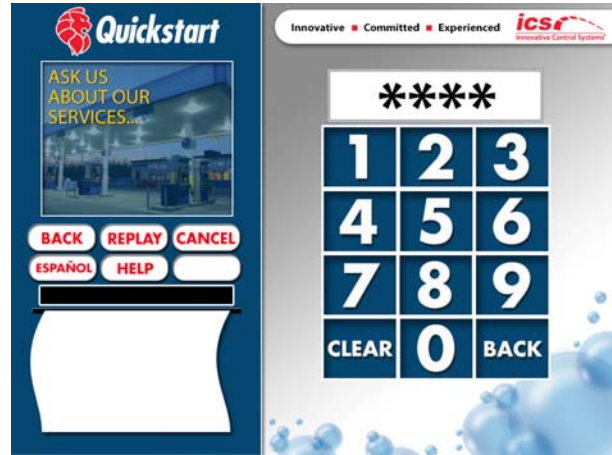 Quickstart
ASK US
ABOUT OUR
SERVICES...
BACK REPLAY CANCEL
ESPAÑOL HELP
Innovative ■ Committed ■ Experienced
ics
Innovative Control Systems
****
1 2 3
4 5 6
7 8 9
CLEAR 0 BACK